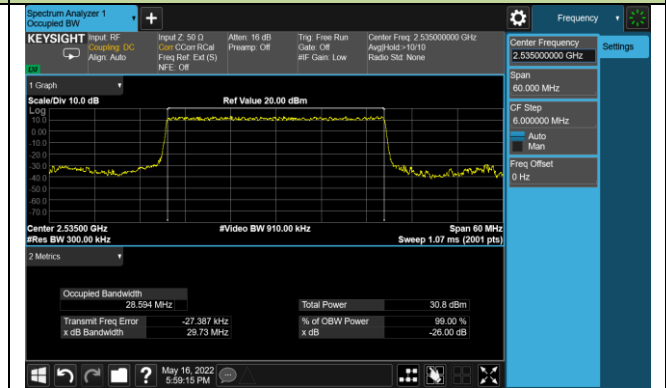 Spectrum Analyzer 1
Occupied BW
+
Frequency
KEYSIGHT
Input: RF
Coupling: DC
Align: Auto
Input Z: 50 Ω
Corr CCorr RCal
Freq Ref: Ext (S)
NFE: Off
Atten: 16 dB
Preamp: Off
Trig: Free Run
Gate: Off
#IF Gain: Low
Center Freq: 2.535000000 GHz
Avg|Hold:>10/10
Radio Std: None
Center Frequency
2.535000000 GHz
Settings
Span
60.000 MHz
CF Step
6.000000 MHz
Auto
Man
Freq Offset
0 Hz
1 Graph
Scale/Div 10.0 dB
Ref Value 20.00 dBm
Log
10.0
0.00
-10.0
-20.0
-30.0
-40.0
-50.0
-60.0
-70.0
Center 2.53500 GHz
#Video BW 910.00 kHz
Span 60 MHz
#Res BW 300.00 kHz
Sweep 1.07 ms (2001 pts)
2 Metrics
Occupied Bandwidth
28.594 MHz
Total Power
30.8 dBm
Transmit Freq Error
-27.387 kHz
% of OBW Power
99.00 %
x dB Bandwidth
29.73 MHz
x dB
-26.00 dB
?
May 16, 2022
5:59:15 PM